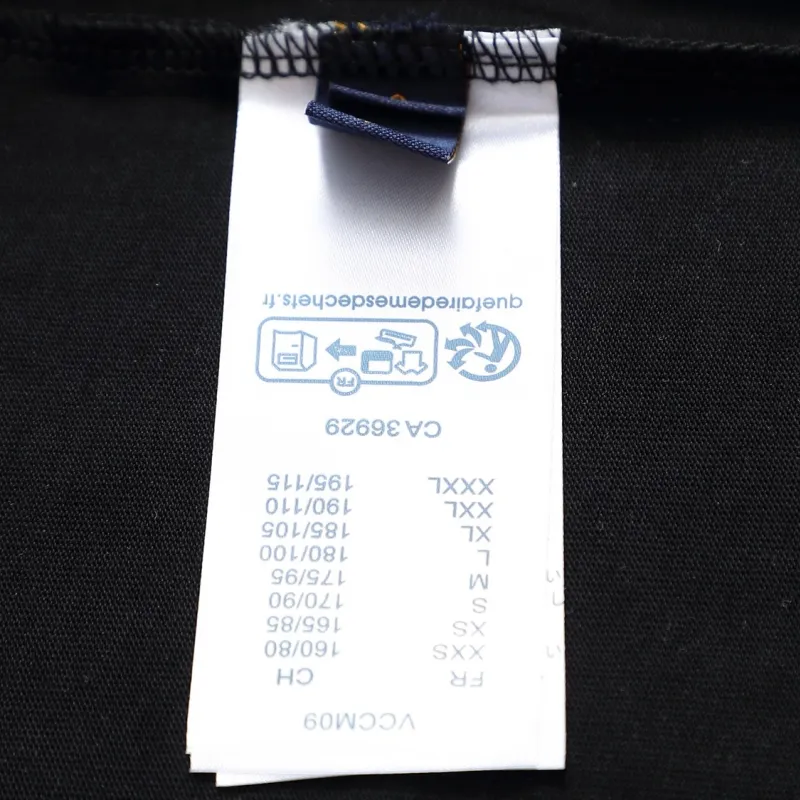 VCCM09
FR CH
XXS 160/80
XS 165/85
S 170/90
M 175/95
L 180/100
XL 185/105
XXL 190/110
XXXL 195/115
CA 36929
FR
quefairedemesdechets.fr